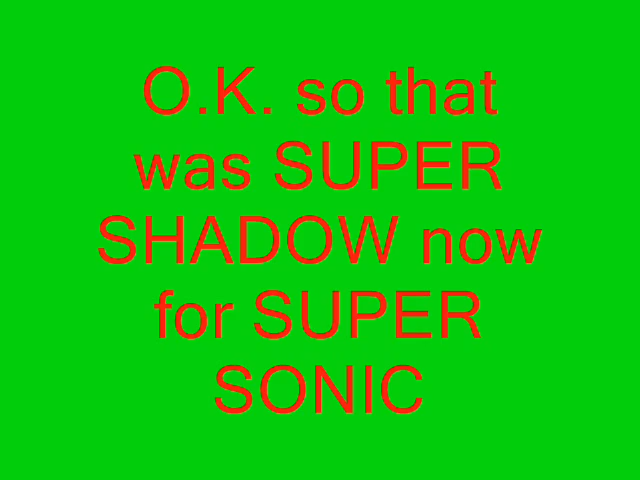 O.K. so that
was SUPER
SHADOW now
for SUPER
SONIC